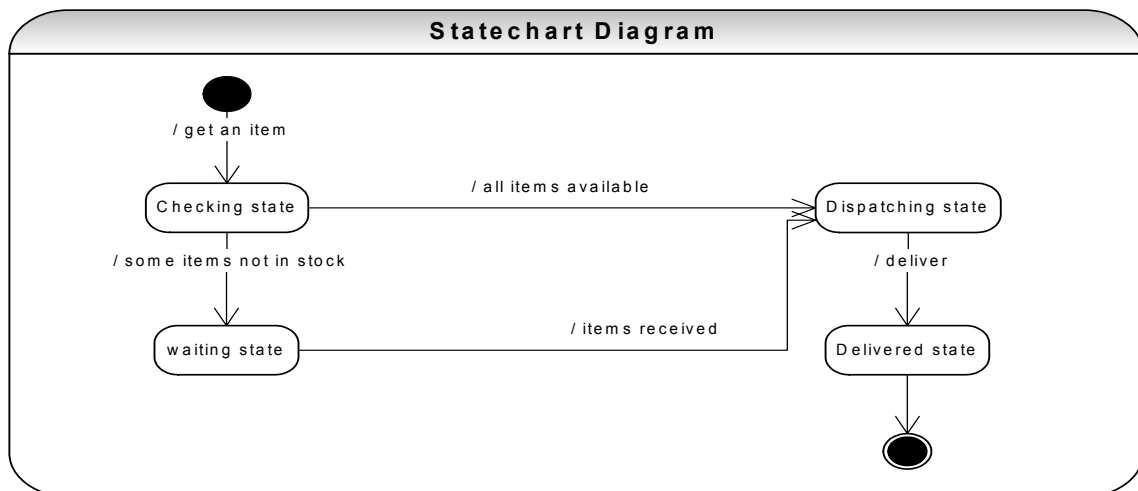 Statechart Diagram
/ get an item
/ all items available
Checking state
Dispatching state
/ some items not in stock
/ deliver
/ items received
waiting state
Delivered state